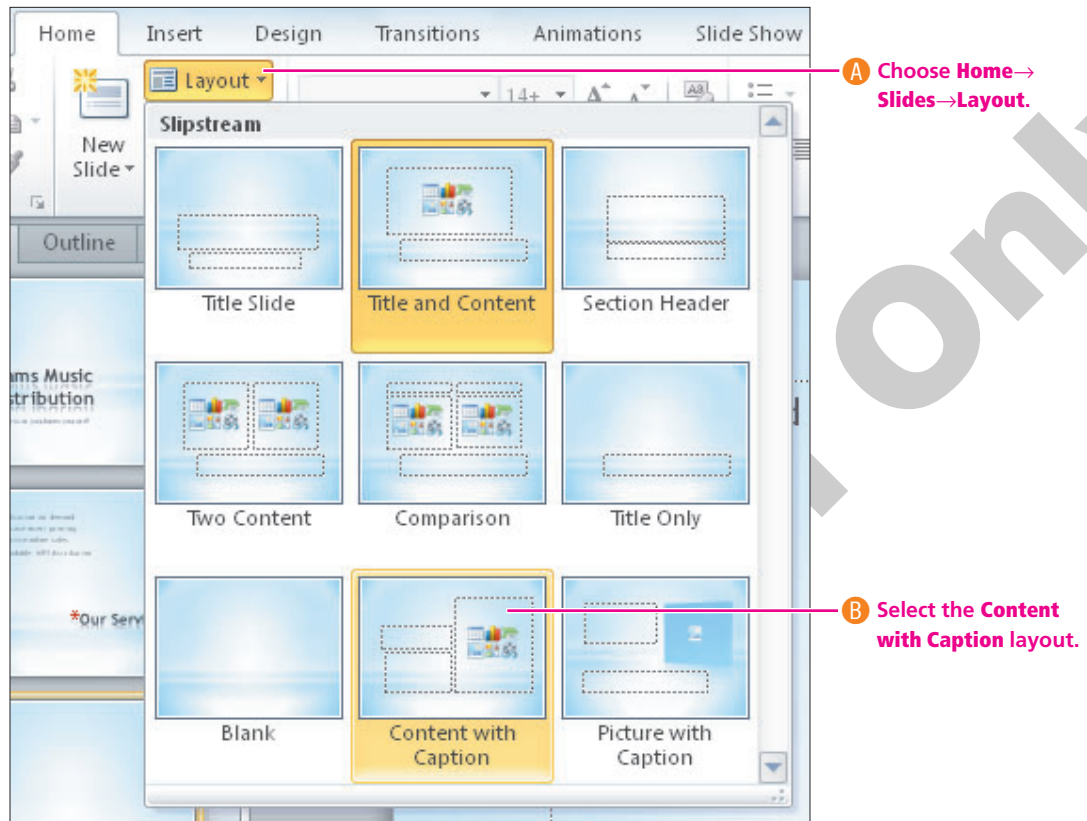 Home Insert Design Transitions Animations Slide Show
Layout
14+
New
Slide
A Choose Home→
Slides→Layout.
Slipstream
Title Slide Title and Content Section Header
Outline
ams Music
stribution
Two Content Comparison Title Only
*Our Serv
B Select the Content
with Caption layout.
Blank Content with
Caption Picture with
Caption
Only